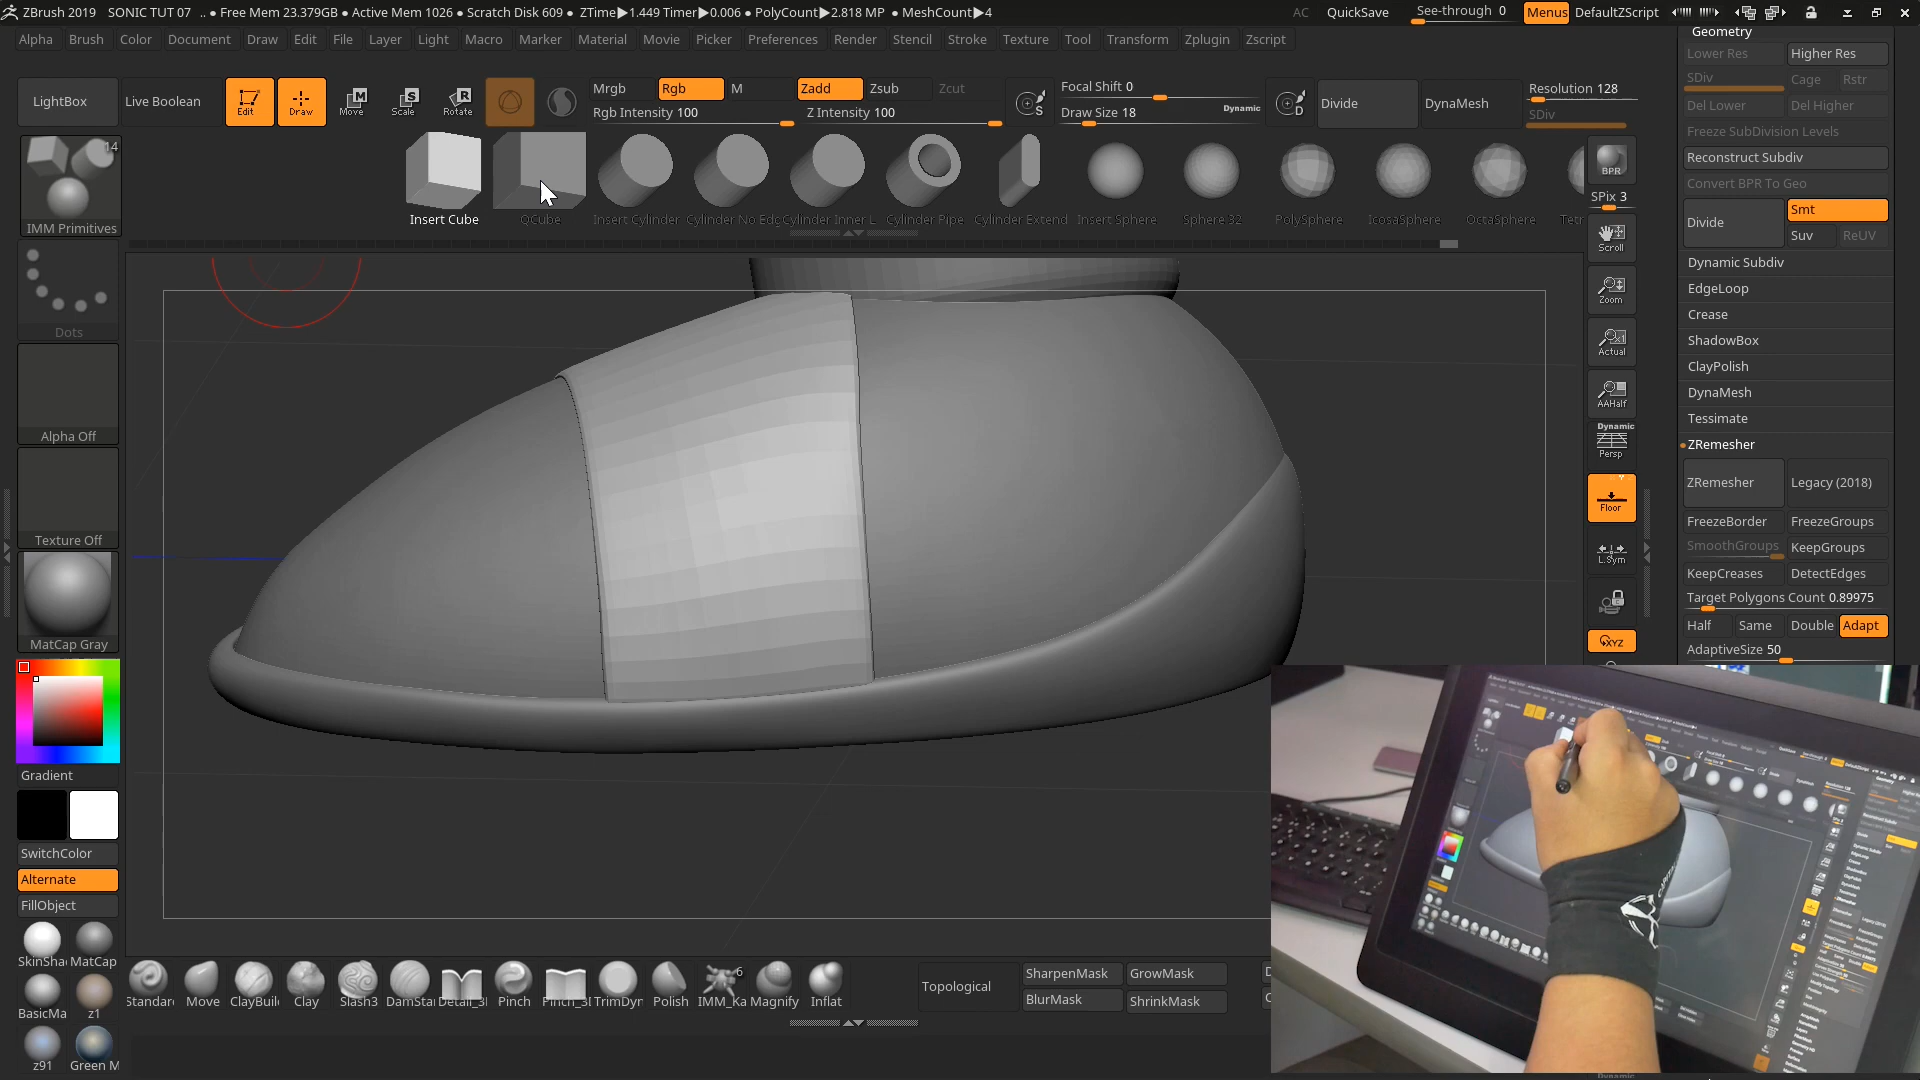 ZBrush 2019 SONIC TUT 07 .. ● Free Mem 23.379GB ● Active Mem 1026 ● Scratch Disk 609 ● ZTime▶1.449 Timer▶0.006 ● PolyCount▶2.818 MP ● MeshCount▶4
AC QuickSave See-through 0 Menus DefaultZScript
Alpha Brush Color Document Draw Edit File Layer Light Macro Marker Material Movie Picker Preferences Render Stencil Stroke Texture Tool Transform Zplugin Zscript
LightBox Live Boolean Edit Draw Move Scale Rotate
Mrgb Rgb M Zadd Zsub Zcut
Rgb Intensity 100 Z Intensity 100
Focal Shift 0
Draw Size 18 Dynamic
Divide DynaMesh
Resolution 128
SDiv
14
IMM Primitives
Dots
Alpha Off
Texture Off
MatCap Gray
Gradient
SwitchColor
Alternate
FillObject
SkinSha MatCap
BasicMa z1
z91 Green M
Insert Cube QCube Insert Cylinder Cylinder No Edg Cylinder Inner L Cylinder Pipe Cylinder Extend Insert Sphere Sphere 32 PolySphere IcosaSphere OctaSphere Tetr
BPR
SPix 3
Scroll
Zoom
Actual
AAHalf
Dynamic
Persp
Floor
L.Sym
XYZ
Geometry
Lower Res Higher Res
SDiv Cage Rstr
Del Lower Del Higher
Freeze SubDivision Levels
Reconstruct Subdiv
Convert BPR To Geo
Divide Smt
Suv ReUV
Dynamic Subdiv
EdgeLoop
Crease
ShadowBox
ClayPolish
DynaMesh
Tessimate
ZRemesher
ZRemesher Legacy (2018)
FreezeBorder FreezeGroups
SmoothGroups KeepGroups
KeepCreases DetectEdges
Target Polygons Count 0.89975
Half Same Double Adapt
AdaptiveSize 50
Standard Move ClayBuil Clay Slash3 DamSta Detail_3 Pinch Pinch_3 TrimDyn Polish IMM_Ka 6 Magnify Inflat
Topological
SharpenMask GrowMask
BlurMask ShrinkMask